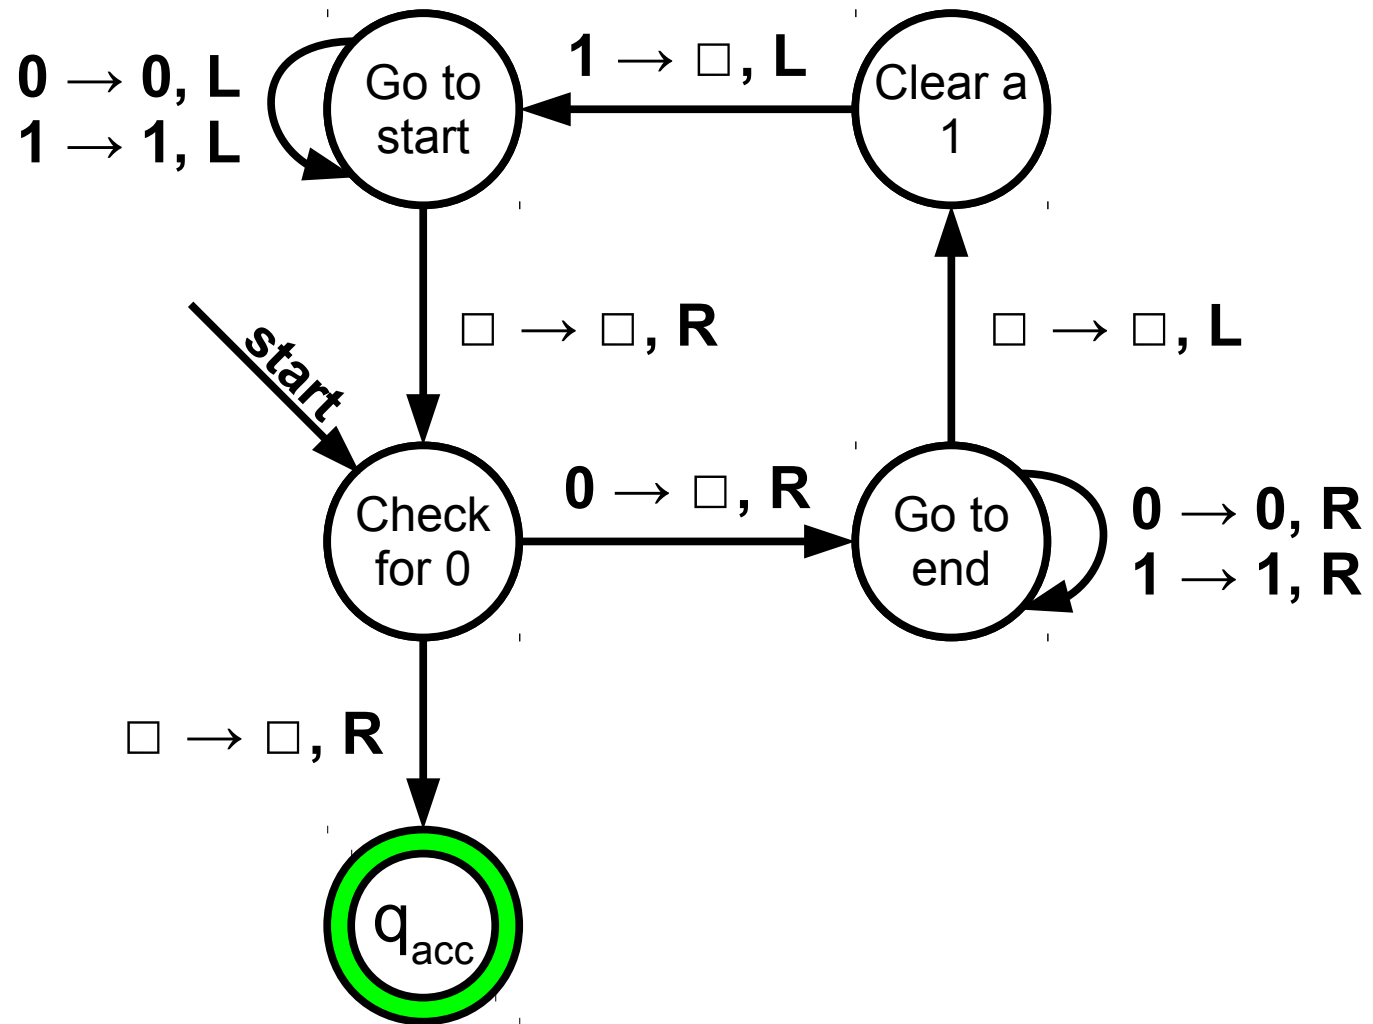 0 → 0, L
1 → 1, L
Go to
start
1 → □, L
Clear a
1
□ → □, R
□ → □, L
start
Check
for 0
0 → □, R
Go to
end
0 → 0, R
1 → 1, R
□ → □, R
qacc